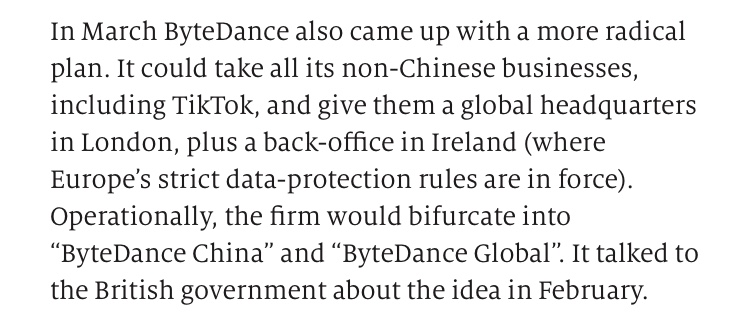 In March ByteDance also came up with a more radical
plan. It could take all its non-Chinese businesses,
including TikTok, and give them a global headquarters
in London, plus a back-office in Ireland (where
Europe’s strict data-protection rules are in force).
Operationally, the firm would bifurcate into
“ByteDance China” and “ByteDance Global”. It talked to
the British government about the idea in February.